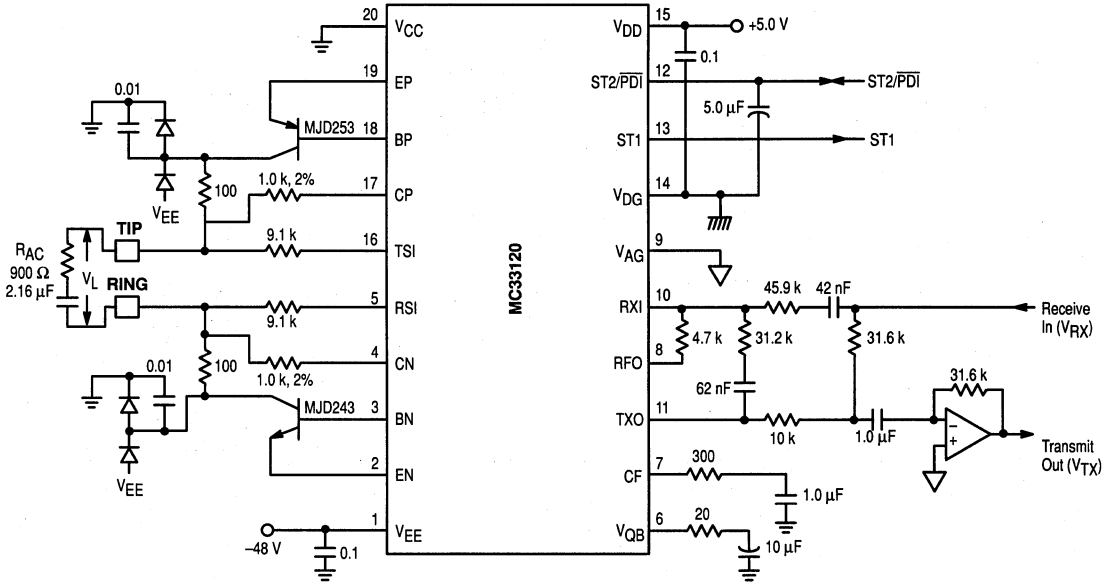 20
VCC
15
VDD
+5.0 V
0.1
19
EP
12
ST2/PDI
ST2/PDI
5.0 µF
0.01
MJD253
18
BP
13
ST1
ST1
100
1.0 k, 2%
17
CP
14
VDG
VEE
TIP
9.1 k
16
TSI
9
VAG
RAC
900 Ω
2.16 µF
VL
RING
MC33120
5
RSI
9.1 k
10
RXI
45.9 k
42 nF
Receive
In (VRX)
4.7 k
31.2 k
31.6 k
8
RFO
4
CN
100
1.0 k, 2%
0.01
62 nF
31.6 k
MJD243
3
BN
11
TXO
10 k
1.0 µF
−
+
Transmit
Out (VTX)
2
EN
7
CF
300
1.0 µF
VEE
1
VEE
−48 V
0.1
6
VQB
20
10 µF